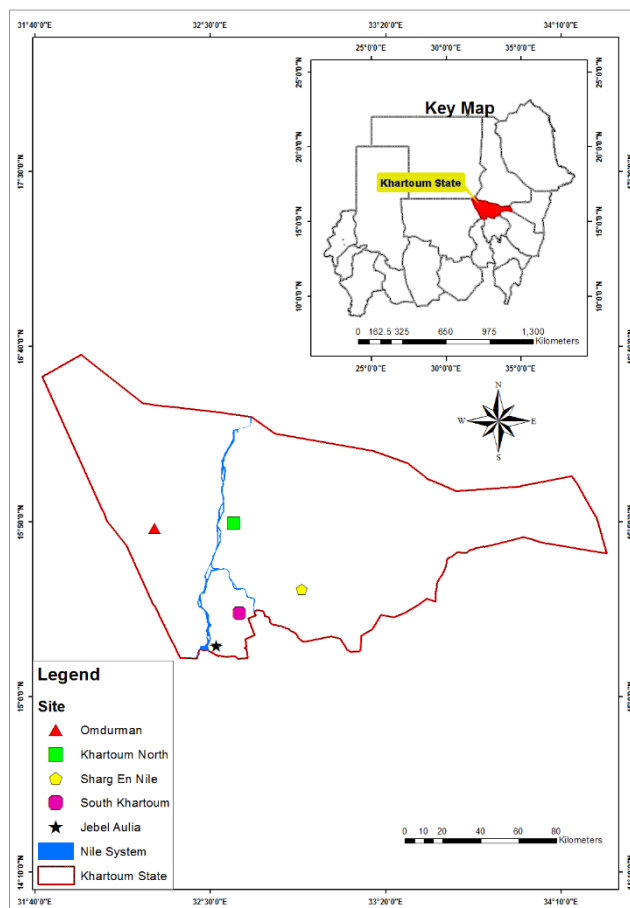 31°40'0"E 32°30'0"E 33°20'0"E 34°10'0"E
25°0'0"E 30°0'0"E 35°0'0"E
Key Map
Khartoum State
25°0'0"N
20°0'0"N
15°0'0"N
10°0'0"N
25°0'0"N
20°0'0"N
15°0'0"N
10°0'0"N
0 162.5 325 650 975 1,300
Kilometers
25°0'0"E 30°0'0"E 35°0'0"E
17°30'0"N
16°40'0"N
15°50'0"N
15°0'0"N
14°10'0"N
N
W E
S
Legend
Site
Omdurman
Khartoum North
Sharg En Nile
South Khartoum
Jebel Aulia
Nile System
Khartoum State
0 10 20 40 60 80
Kilometers
17°30'0"N
16°40'0"N
15°50'0"N
15°0'0"N
14°10'0"N
31°40'0"E 32°30'0"E 33°20'0"E 34°10'0"E